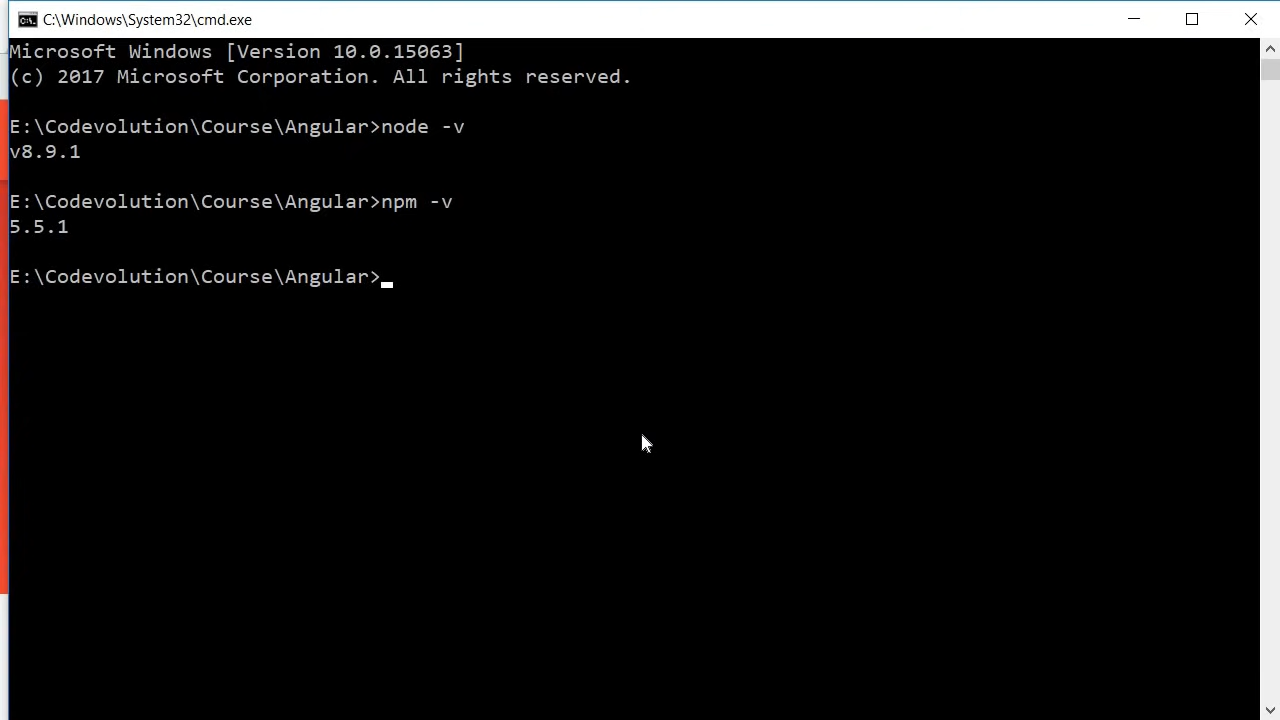 C:\Windows\System32\cmd.exe
Microsoft Windows [Version 10.0.15063]
(c) 2017 Microsoft Corporation. All rights reserved.
E:\Codevolution\Course\Angular>node -v
v8.9.1
E:\Codevolution\Course\Angular>npm -v
5.5.1
E:\Codevolution\Course\Angular>